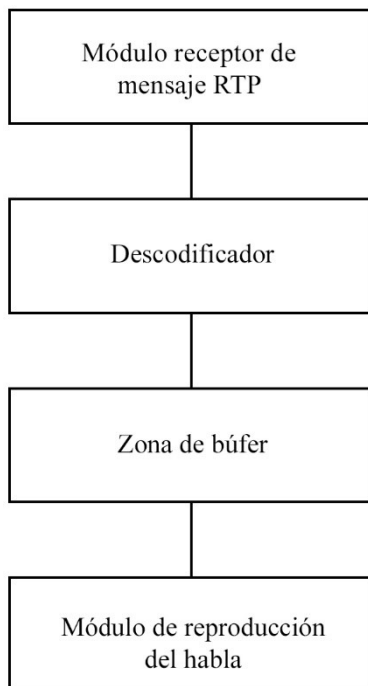 Módulo receptor de
mensaje RTP
Descodificador
Zona de búfer
Módulo de reproducción
del habla